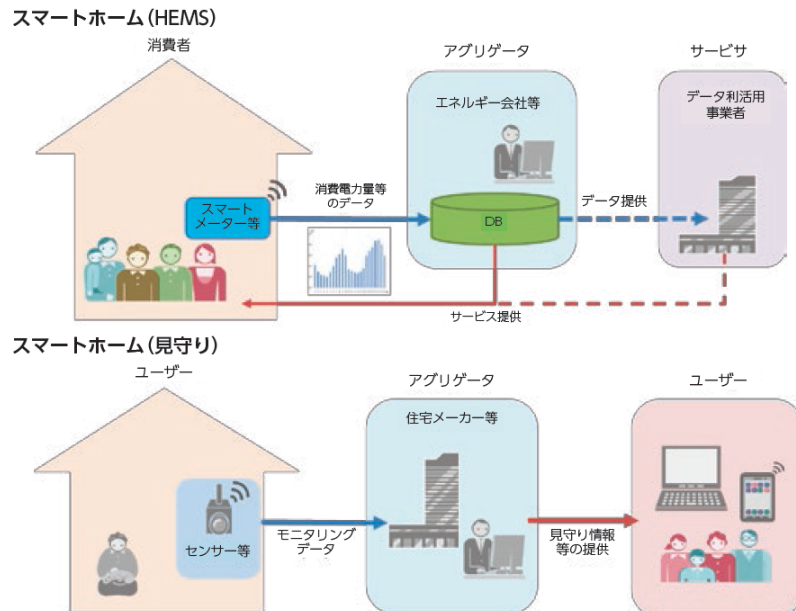 スマートホーム(HEMS)
消費者
アグリゲータ
サービサ
エネルギー会社等
データ利活用
事業者
スマート
メーター等
消費電力量等
のデータ
DB
データ提供
サービス提供
スマートホーム(見守り)
ユーザー
アグリゲータ
ユーザー
住宅メーカー等
センサー等
モニタリング
データ
見守り情報
等の提供